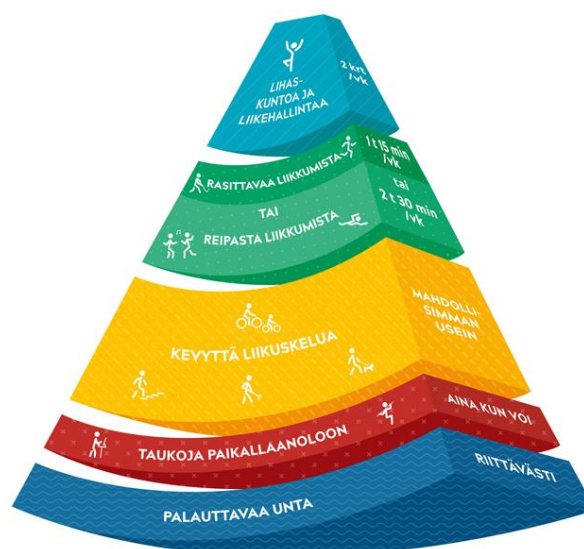 LIHAS-
KUNTOA JA
LIIKEHALLINTAA
2 krt
/vk
RASITTAVAA LIIKKUMISTA
1 t 15 min
/vk
TAI
REIPASTA LIIKKUMISTA
tai
2 t 30 min
/vk
KEVYTTÄ LIIKUSKELUA
MAHDOLLI-
SIMMAN
USEIN
TAUKOJA PAIKALLAANOLOON
AINA KUN VOI
PALAUTTAVAA UNTA
RIITTÄVÄSTI